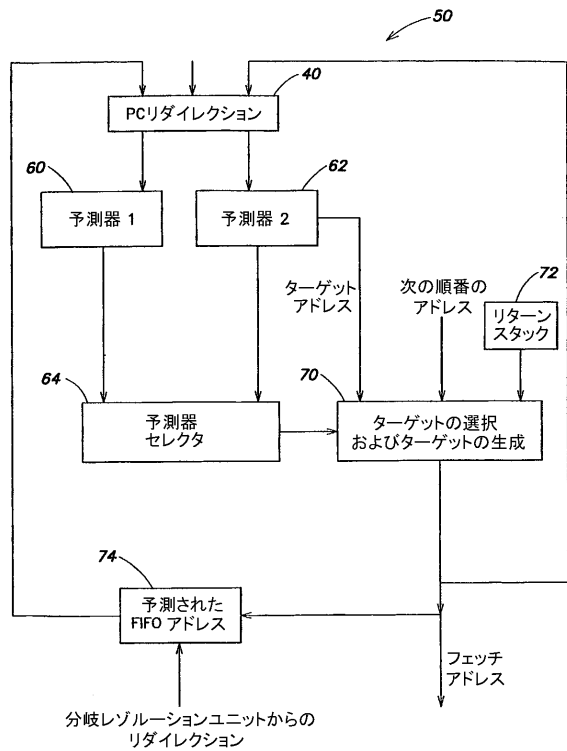 50
40
PCリダイレクション
60
予測器 1
62
予測器 2
ターゲット
アドレス
次の順番の
アドレス
72
リターン
スタック
64
予測器
セレクタ
70
ターゲットの選択
およびターゲットの生成
74
予測された
FIFO アドレス
フェッチ
アドレス
分岐レゾルーションユニットからの
リダイレクション